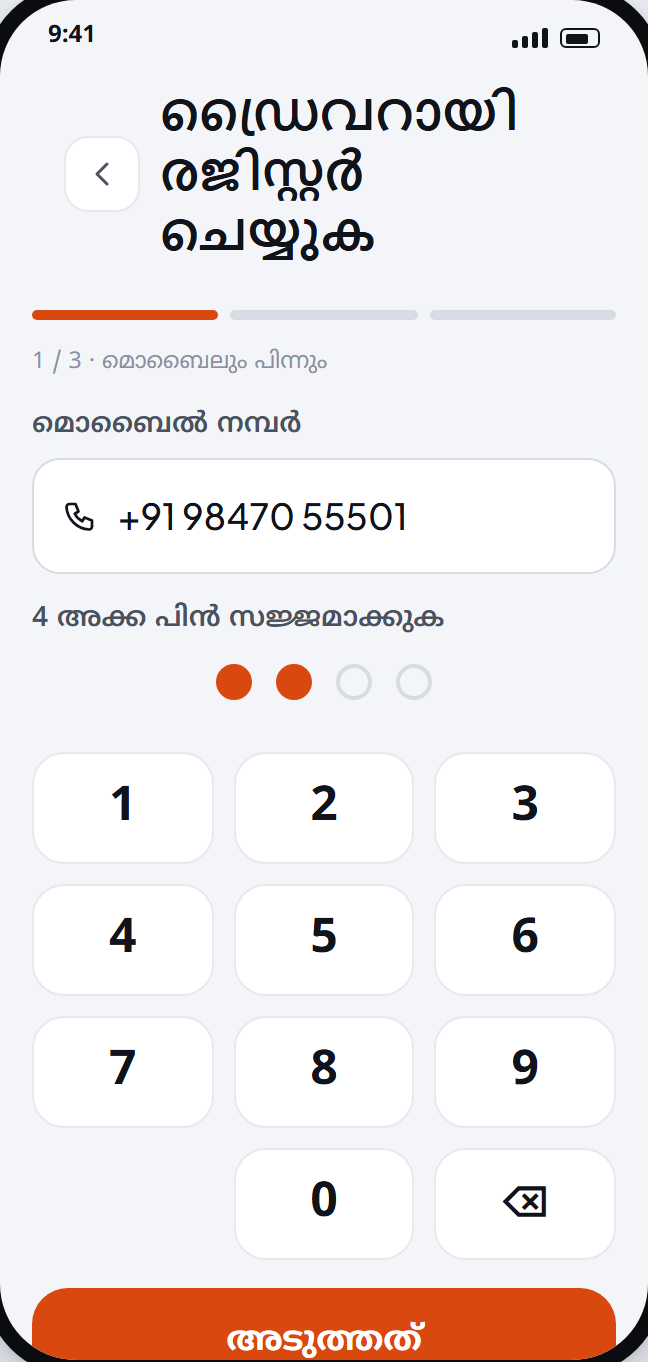 9:41
ഡ്രൈവറായി
രജിസ്റ്റർ
ചെയ്യുക
1 / 3 · മൊബൈലും പിന്നും
മൊബൈൽ നമ്പർ
+91 98470 55501
4 അക്ക പിൻ സജ്ജമാക്കുക
1 2 3
4 5 6
7 8 9
0
അടുത്തത്